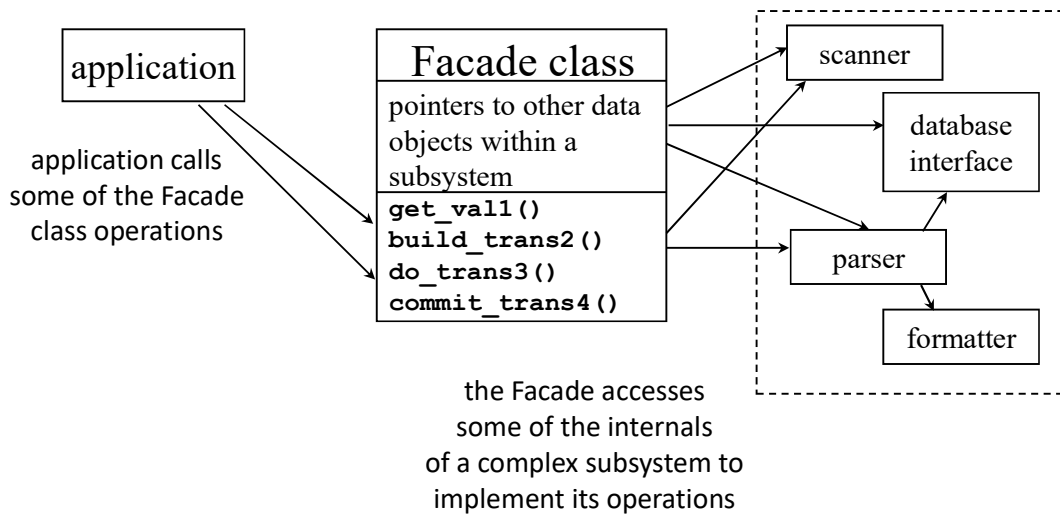 application
application calls
some of the Facade
class operations
Facade class
pointers to other data
objects within a
subsystem
get_val1()
build_trans2()
do_trans3()
commit_trans4()
scanner
database
interface
parser
formatter
the Facade accesses
some of the internals
of a complex subsystem to
implement its operations